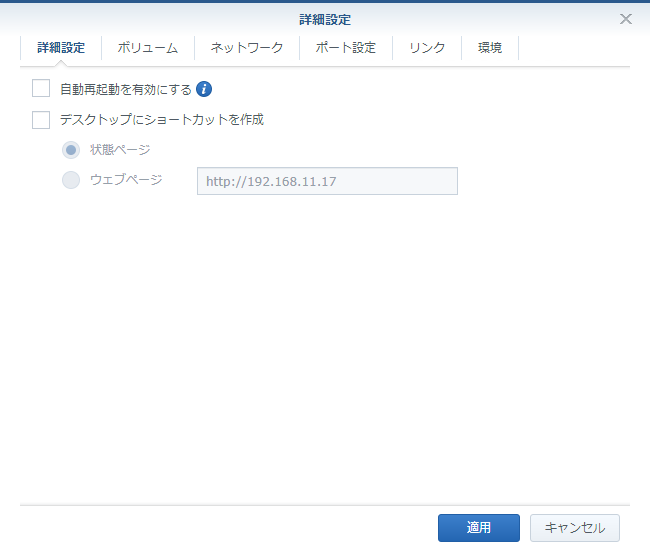 詳細設定
詳細設定 ボリューム ネットワーク ポート設定 リンク 環境
自動再起動を有効にする i
デスクトップにショートカットを作成
状態ページ
ウェブページ http://192.168.11.17
適用 キャンセル